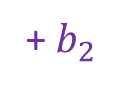 + b₂